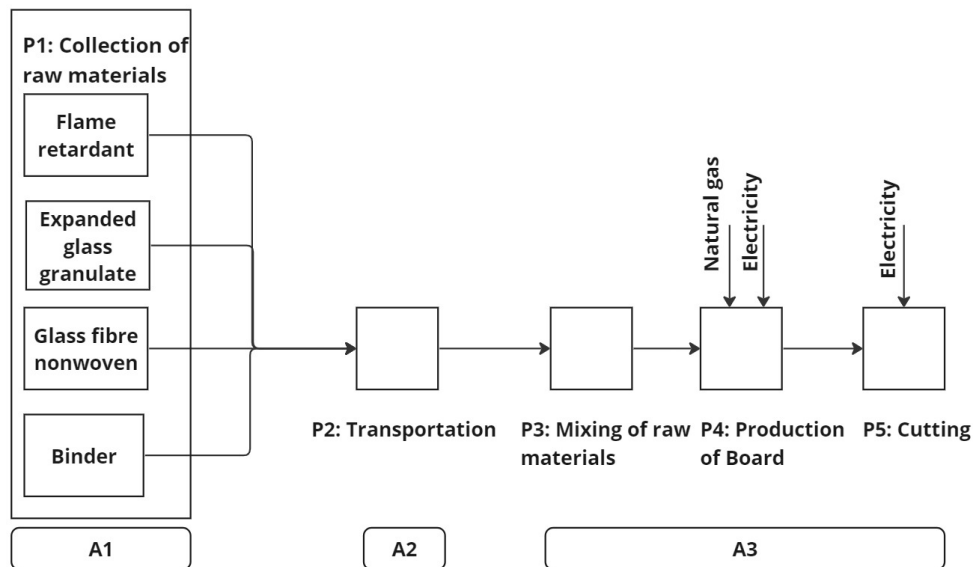 P1: Collection of
raw materials
Flame
retardant
Expanded
glass
granulate
Glass fibre
nonwoven
Binder
Natural gas
Electricity
Electricity
P2: Transportation
P3: Mixing of raw
materials
P4: Production
of Board
P5: Cutting
A1
A2
A3